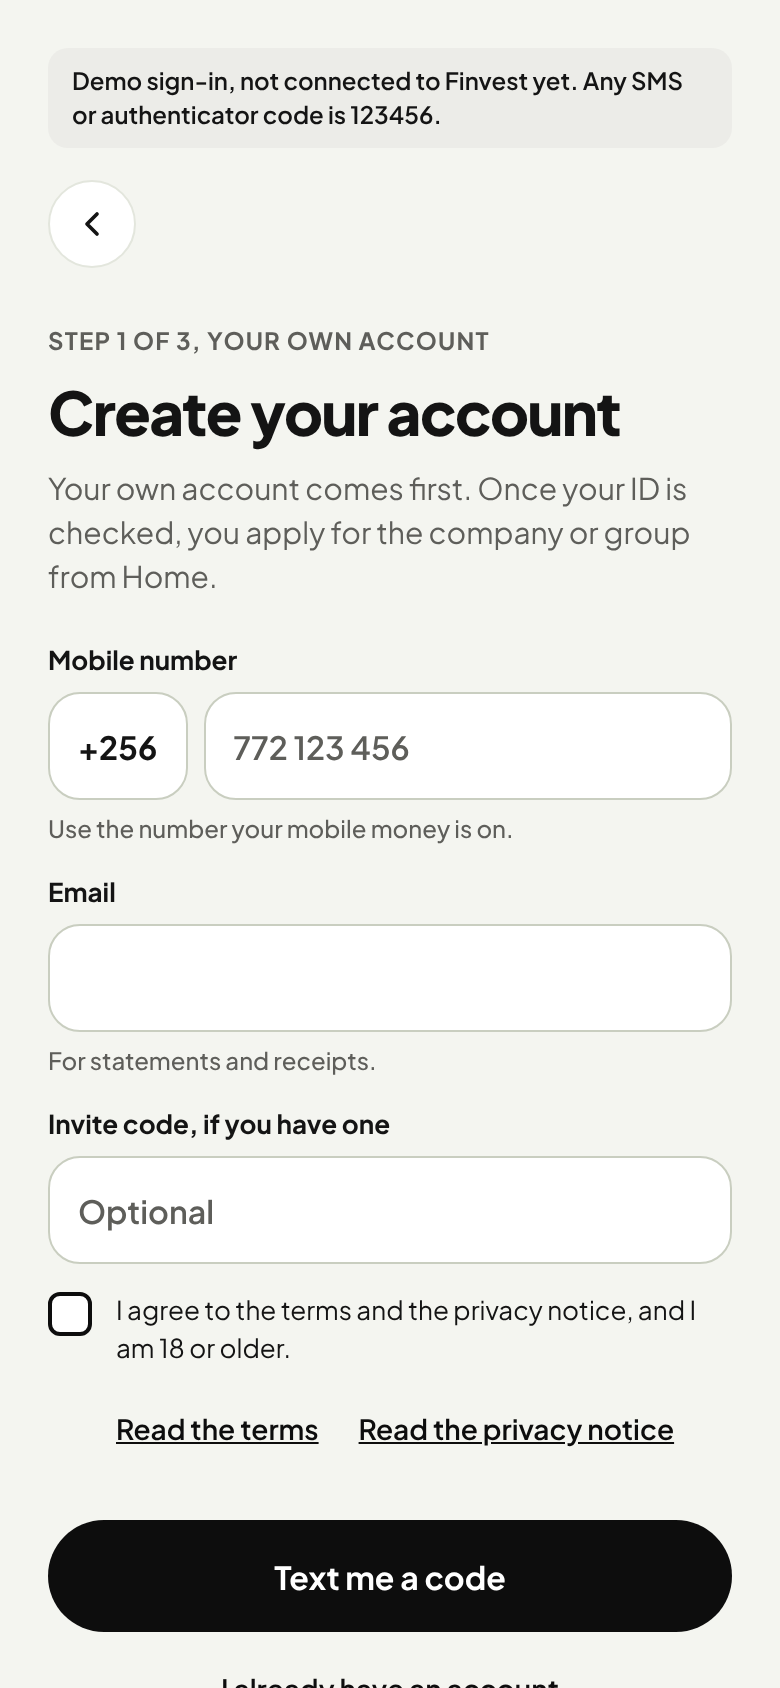 Demo sign-in, not connected to Finvest yet. Any SMS
or authenticator code is 123456.
STEP 1 OF 3, YOUR OWN ACCOUNT
Create your account
Your own account comes first. Once your ID is
checked, you apply for the company or group
from Home.
Mobile number
+256 772 123 456
Use the number your mobile money is on.
Email
For statements and receipts.
Invite code, if you have one
Optional
I agree to the terms and the privacy notice, and I
am 18 or older.
Read the terms Read the privacy notice
Text me a code
I already have an account